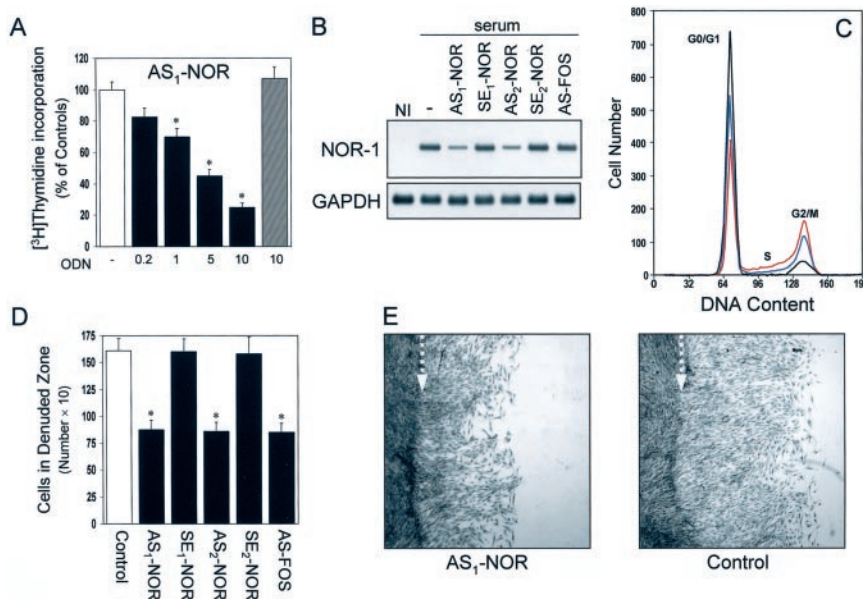 A
AS₁-NOR
[³H]Thymidine incorporation
(% of Controls)
120
100
80
60
40
20
0
* * *
ODN - 0.2 1 5 10 10
B
serum
NI - AS₁-NOR SE₁-NOR AS₂-NOR SE₂-NOR AS-FOS
NOR-1
GAPDH
C
Cell Number
800
700
600
500
400
300
200
100
0
G0/G1
S
G2/M
0 32 64 96 128 160 19
DNA Content
D
Cells in Denuded Zone
(Number × 10)
175
150
125
100
75
50
25
0
* * *
Control AS₁-NOR SE₁-NOR AS₂-NOR SE₂-NOR AS-FOS
E
AS₁-NOR
Control